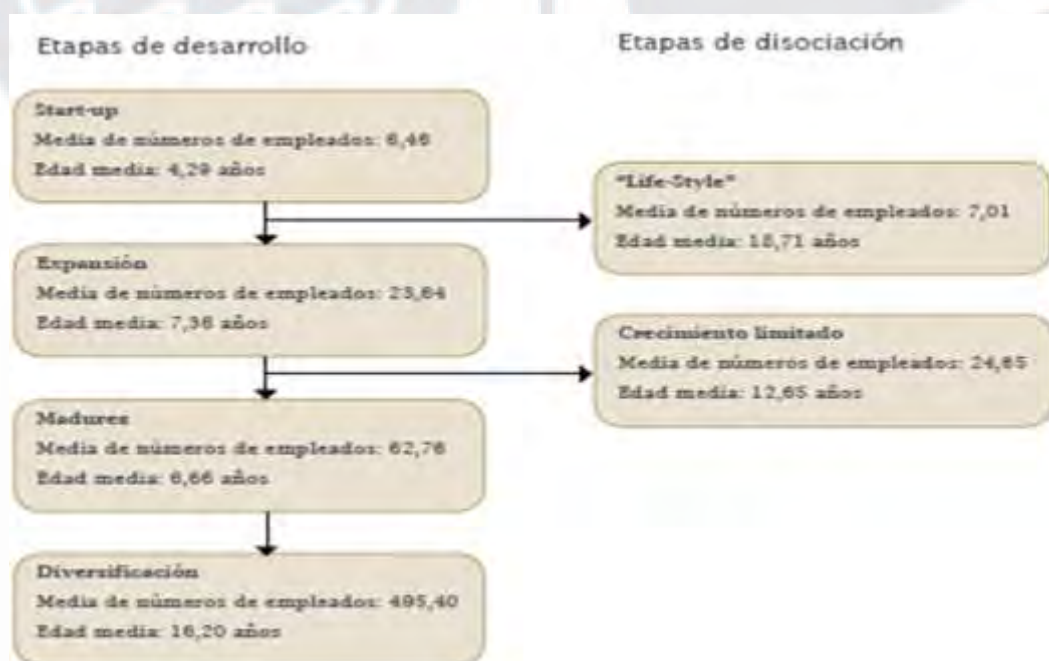 Etapas de desarrollo
Etapas de disociación
Start-up
Media de números de empleados: 6,46
Edad media: 4,29 años
"Life-Style"
Media de números de empleados: 7,01
Edad media: 18,71 años
Expansión
Media de números de empleados: 23,64
Edad media: 7,36 años
Crecimiento limitado
Media de números de empleados: 24,65
Edad media: 12,65 años
Madures
Media de números de empleados: 62,76
Edad media: 6,66 años
Diversificación
Media de números de empleados: 495,40
Edad media: 16,20 años